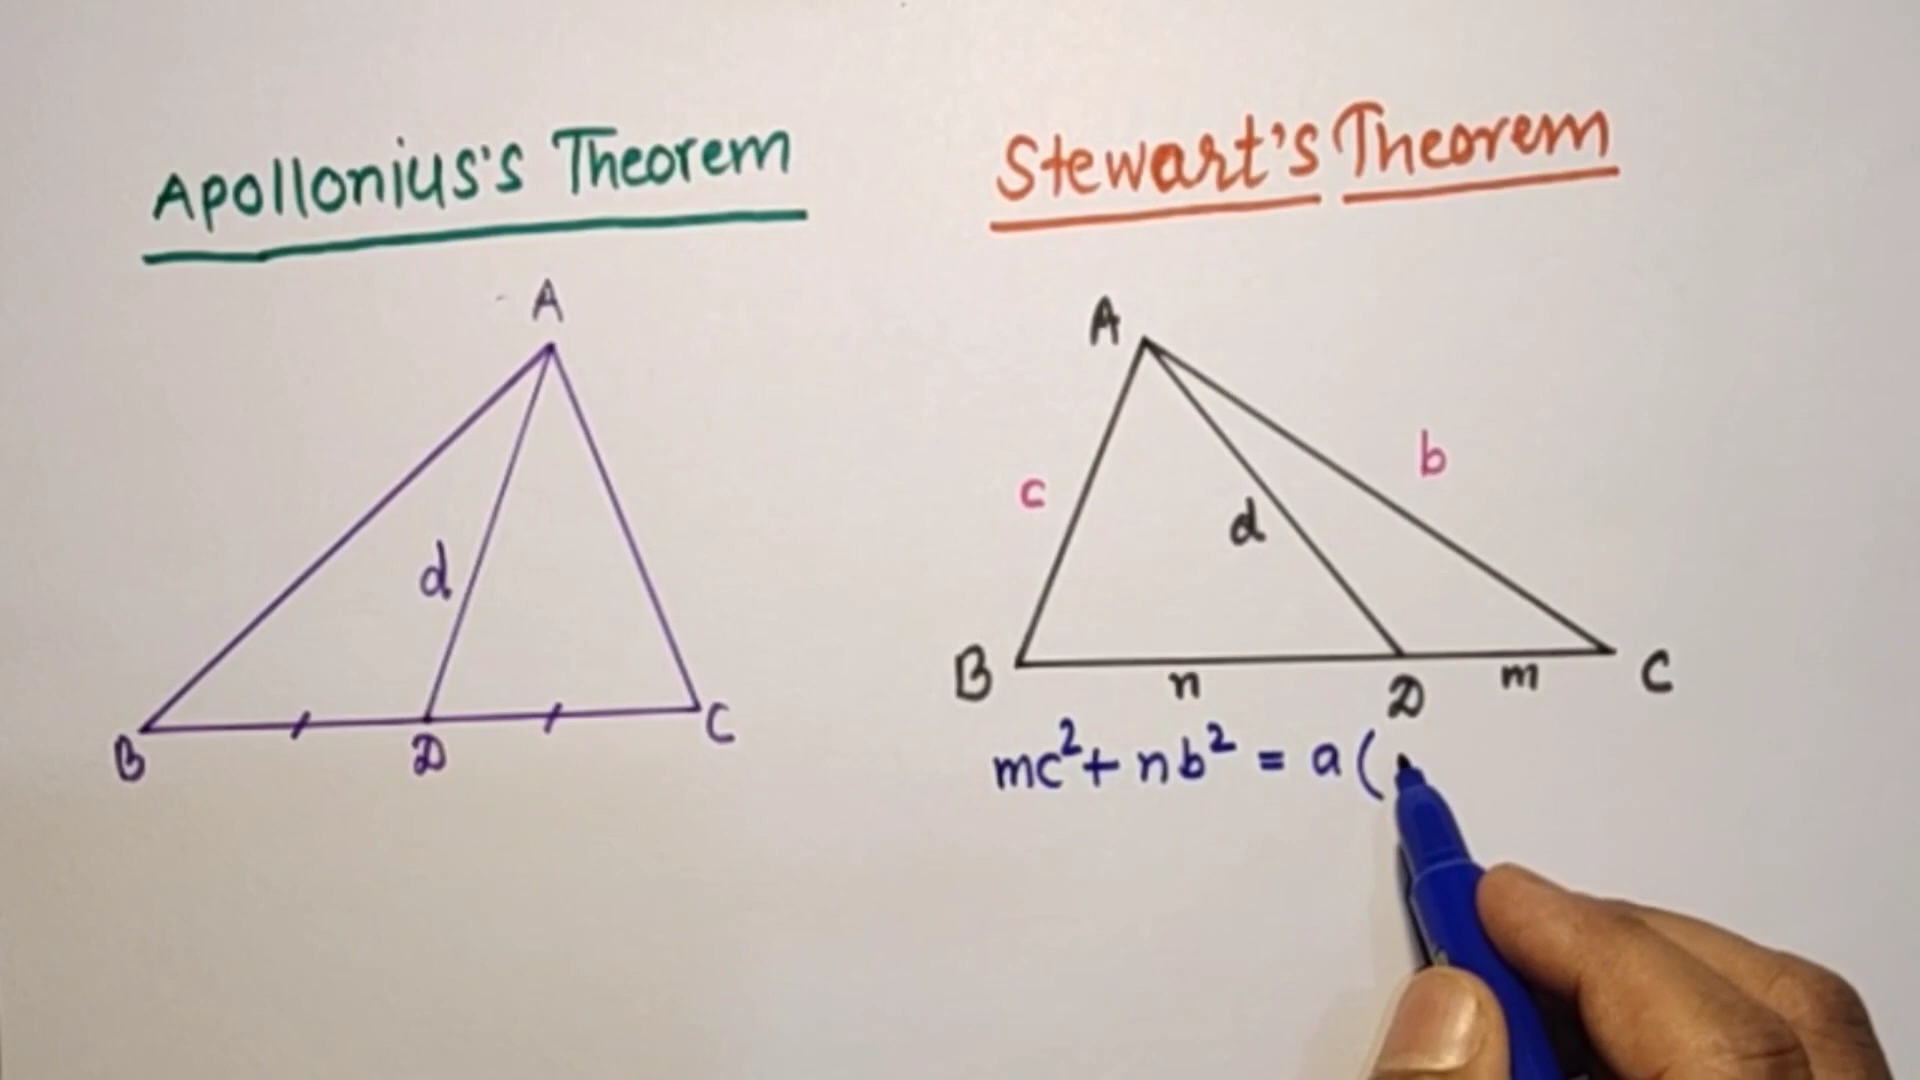 Apollonius's Theorem
A
d
B D C
Stewart's Theorem
A
c d b
B n D m C
mc²+ nb² = a (